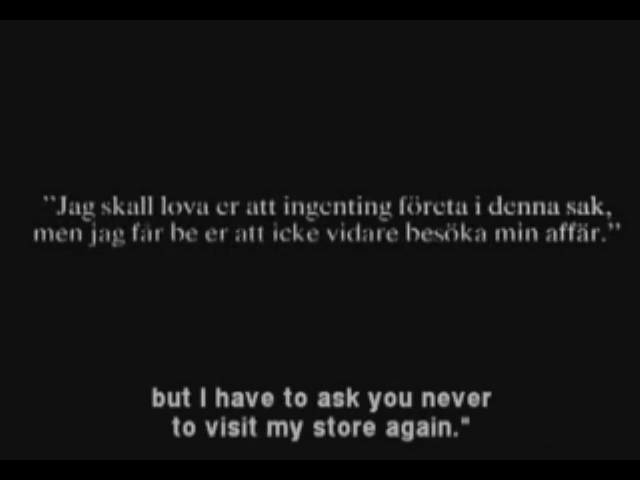 ”Jag skall lova er att ingenting företa i denna sak,
men jag får be er att icke vidare besöka min affär.”
but I have to ask you never
to visit my store again."